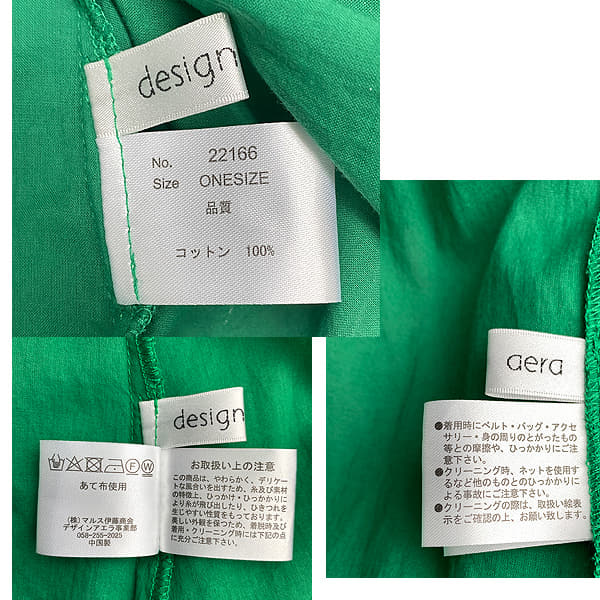 design
No. 22166
Size ONESIZE
品質
コットン 100%
aera
●着用時にベルト・バッグ・アクセ
サリー・身の周りのとがったもの
等との摩擦や、ひっかかりにご注
意下さい。
●クリーニング時、ネットを使用す
るなど他のものとのひっかかりに
よる事故にご注意下さい。
●クリーニングの際は、取扱い絵表
示をご確認の上、お願い致します。
design
あて布使用
(株)マルス伊藤商会
デザインアエラ事業部
058-255-2025
中国製
お取扱い上の注意
この商品は、やわらかく、デリケー
トな風合いを出すため、糸及び素材
の特徴上、ひっかけ・ひっかかりに
より糸が飛び出したり、ひきつれを
生じやすい性質をもっております。
美しい外観を保つため、着脱時及び
着用・クリーニング時には下記の点
に充分ご注意下さい。